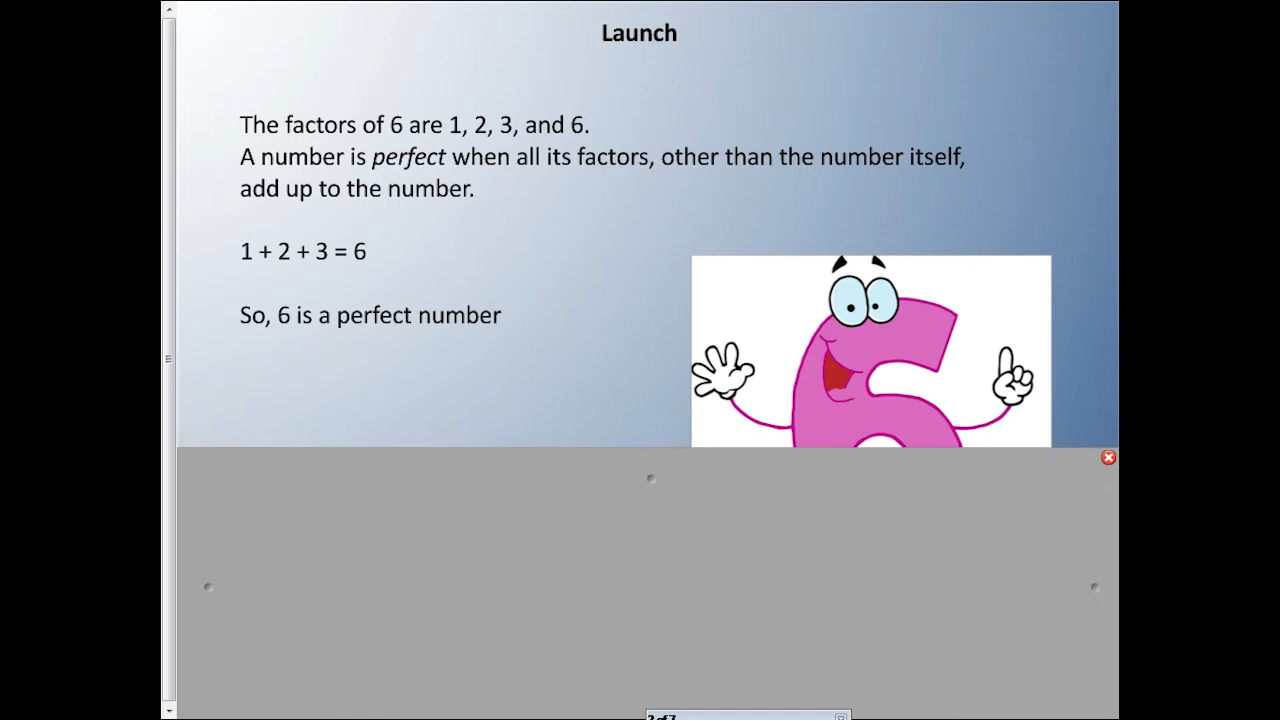 Launch
The factors of 6 are 1, 2, 3, and 6.
A number is perfect when all its factors, other than the number itself,
add up to the number.
1 + 2 + 3 = 6
So, 6 is a perfect number